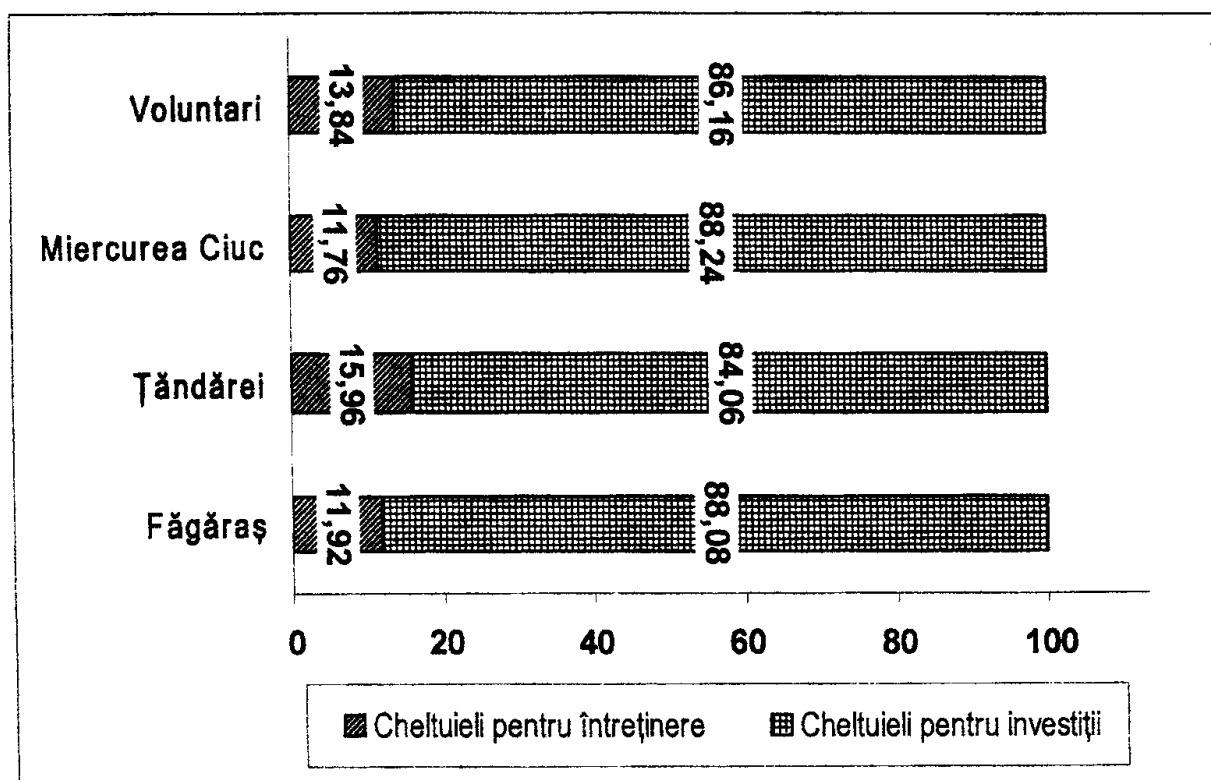 Voluntari
13,84
86,16
Miercurea Ciuc
11,76
88,24
Țăndărei
15,96
84,06
Făgăraș
11,92
88,08
0 20 40 60 80 100
Cheltuieli pentru întreținere Cheltuieli pentru investiții